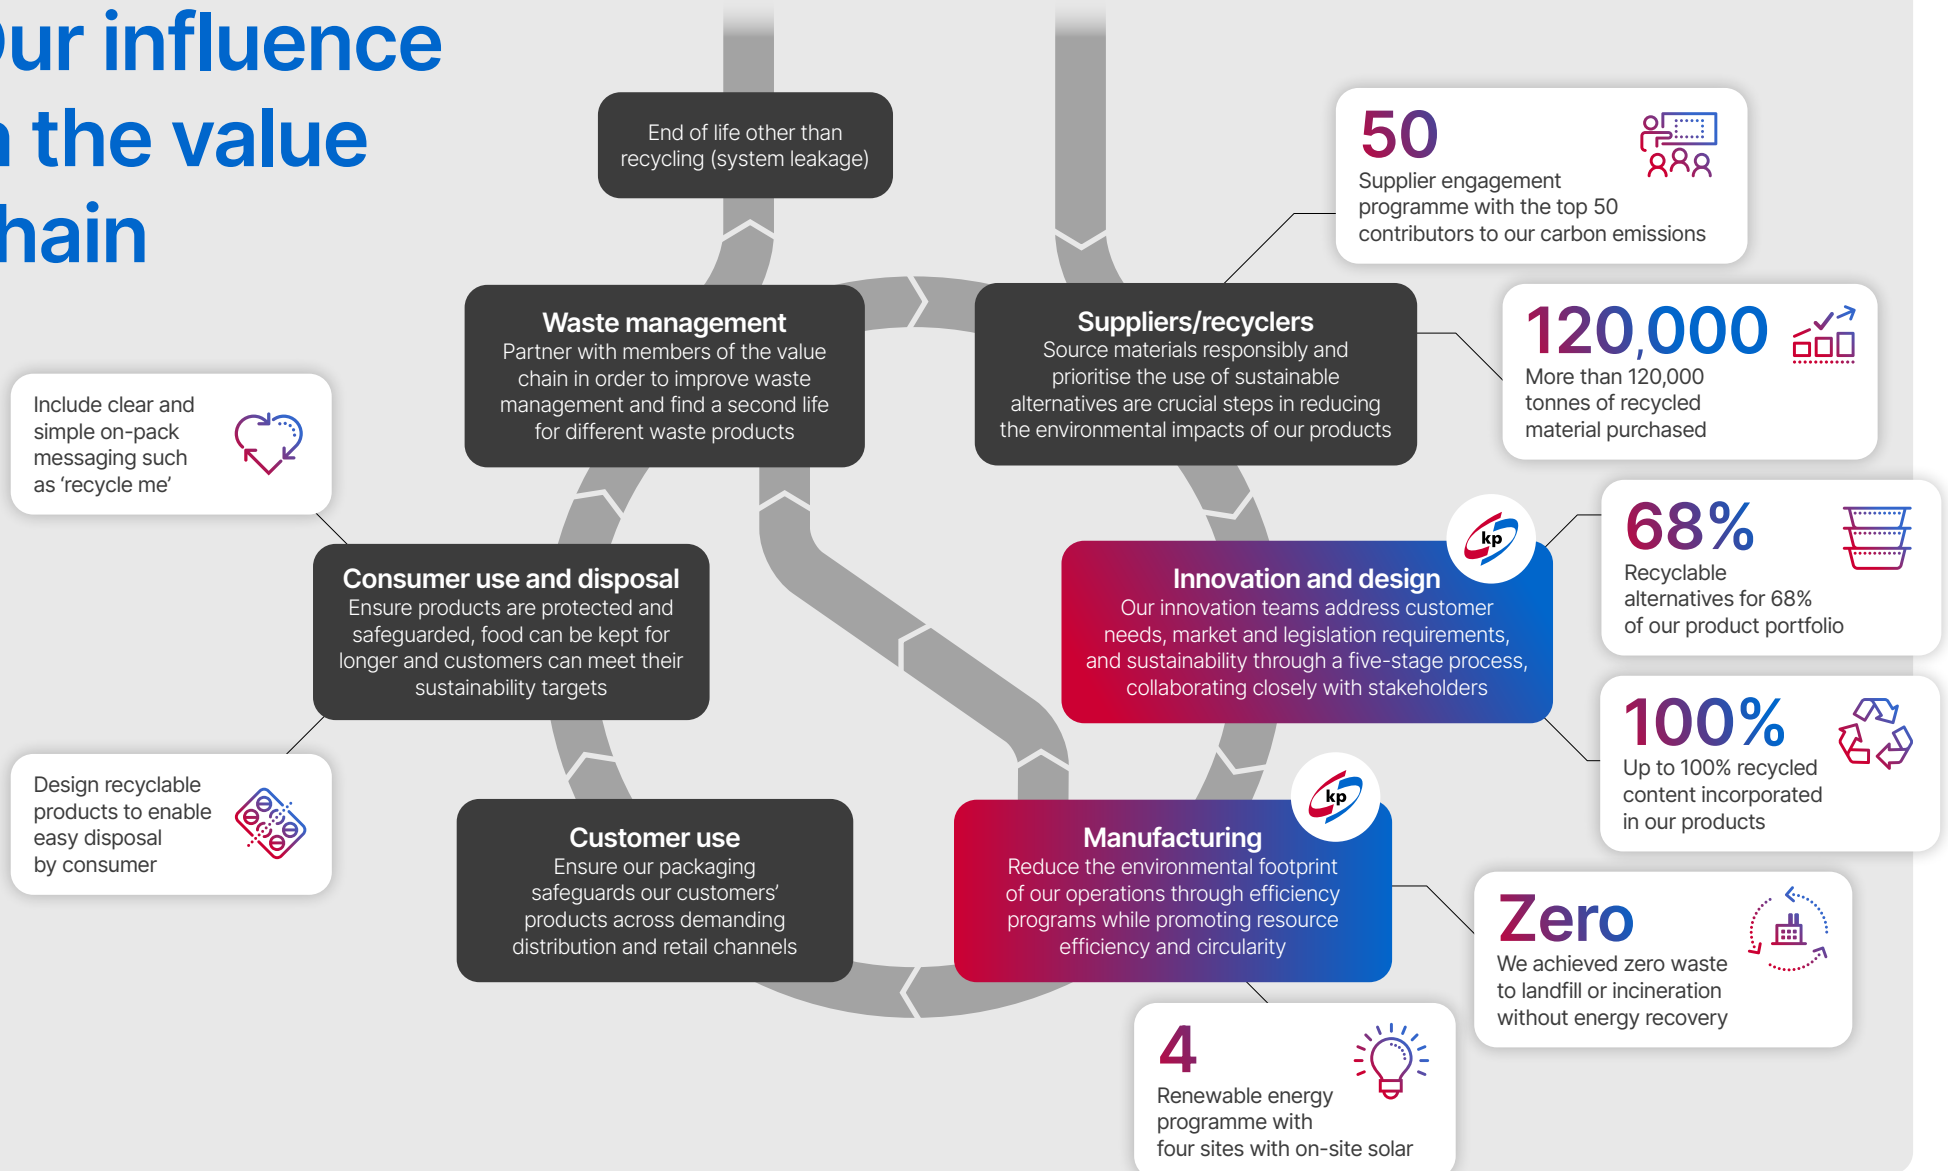 ur influence
the value
hain
End of life other than
recycling (system leakage)
50
Supplier engagement
programme with the top 50
contributors to our carbon emissions
Waste management
Partner with members of the value
chain in order to improve waste
management and find a second life
for different waste products
Suppliers/recyclers
Source materials responsibly and
prioritise the use of sustainable
alternatives are crucial steps in reducing
the environmental impacts of our products
120,000
More than 120,000
tonnes of recycled
material purchased
Include clear and
simple on-pack
messaging such
as ‘recycle me’
kp
68%
Recyclable
alternatives for 68%
of our product portfolio
Consumer use and disposal
Ensure products are protected and
safeguarded, food can be kept for
longer and customers can meet their
sustainability targets
Innovation and design
Our innovation teams address customer
needs, market and legislation requirements,
and sustainability through a five-stage process,
collaborating closely with stakeholders
100%
Up to 100% recycled
content incorporated
in our products
Design recyclable
products to enable
easy disposal
by consumer
kp
Customer use
Ensure our packaging
safeguards our customers’
products across demanding
distribution and retail channels
Manufacturing
Reduce the environmental footprint
of our operations through efficiency
programs while promoting resource
efficiency and circularity
Zero
We achieved zero waste
to landfill or incineration
without energy recovery
4
Renewable energy
programme with
four sites with on-site solar